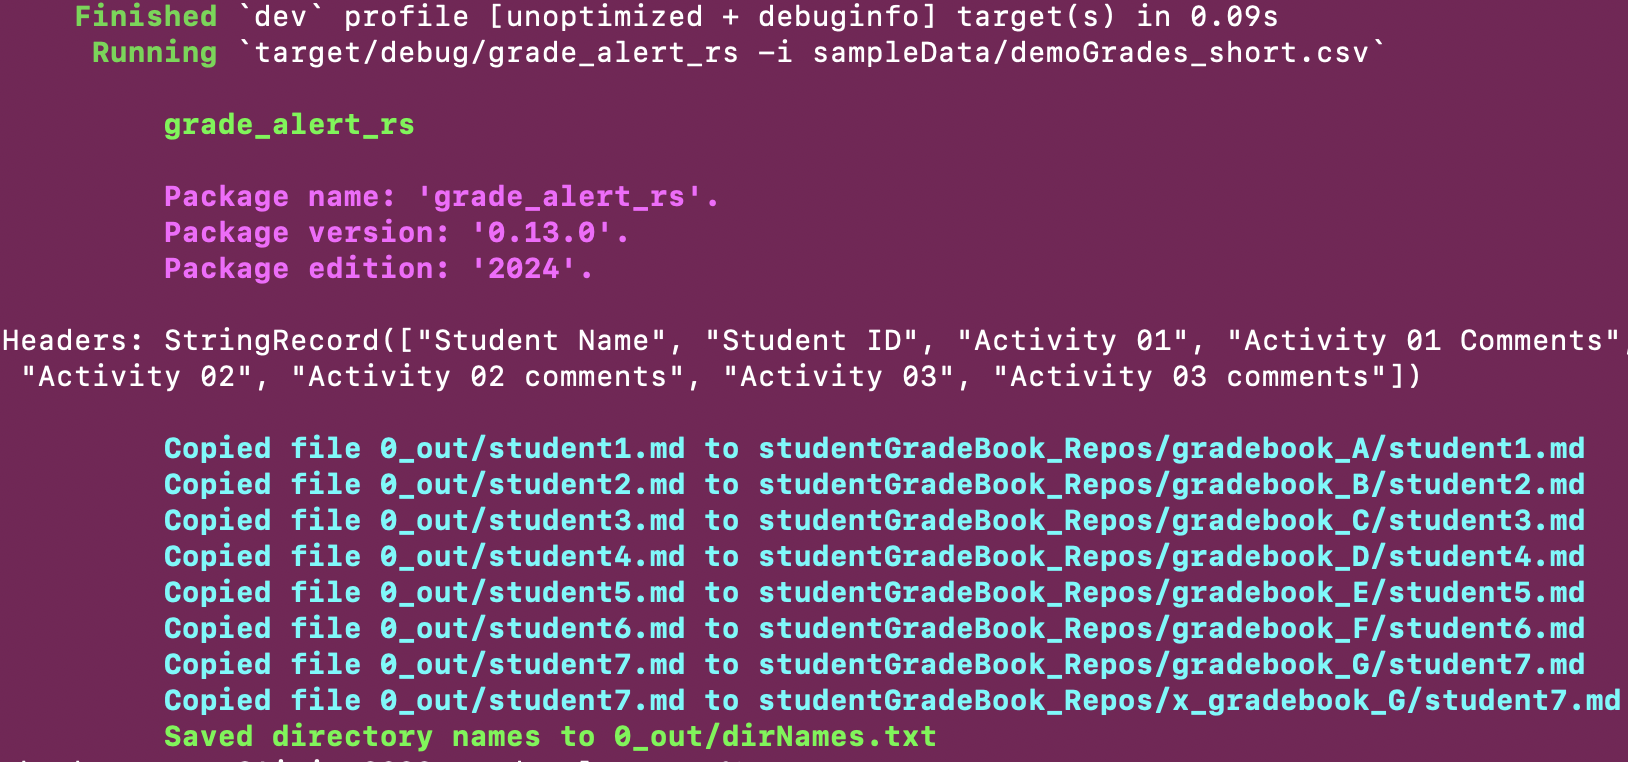 Finished `dev` profile [unoptimized + debuginfo] target(s) in 0.09s
Running `target/debug/grade_alert_rs -i sampleData/demoGrades_short.csv`
grade_alert_rs
Package name: 'grade_alert_rs'.
Package version: '0.13.0'.
Package edition: '2024'.
Headers: StringRecord(["Student Name", "Student ID", "Activity 01", "Activity 01 Comments",
"Activity 02", "Activity 02 comments", "Activity 03", "Activity 03 comments"])
Copied file 0_out/student1.md to studentGradeBook_Repos/gradebook_A/student1.md
Copied file 0_out/student2.md to studentGradeBook_Repos/gradebook_B/student2.md
Copied file 0_out/student3.md to studentGradeBook_Repos/gradebook_C/student3.md
Copied file 0_out/student4.md to studentGradeBook_Repos/gradebook_D/student4.md
Copied file 0_out/student5.md to studentGradeBook_Repos/gradebook_E/student5.md
Copied file 0_out/student6.md to studentGradeBook_Repos/gradebook_F/student6.md
Copied file 0_out/student7.md to studentGradeBook_Repos/gradebook_G/student7.md
Copied file 0_out/student7.md to studentGradeBook_Repos/x_gradebook_G/student7.md
Saved directory names to 0_out/dirNames.txt